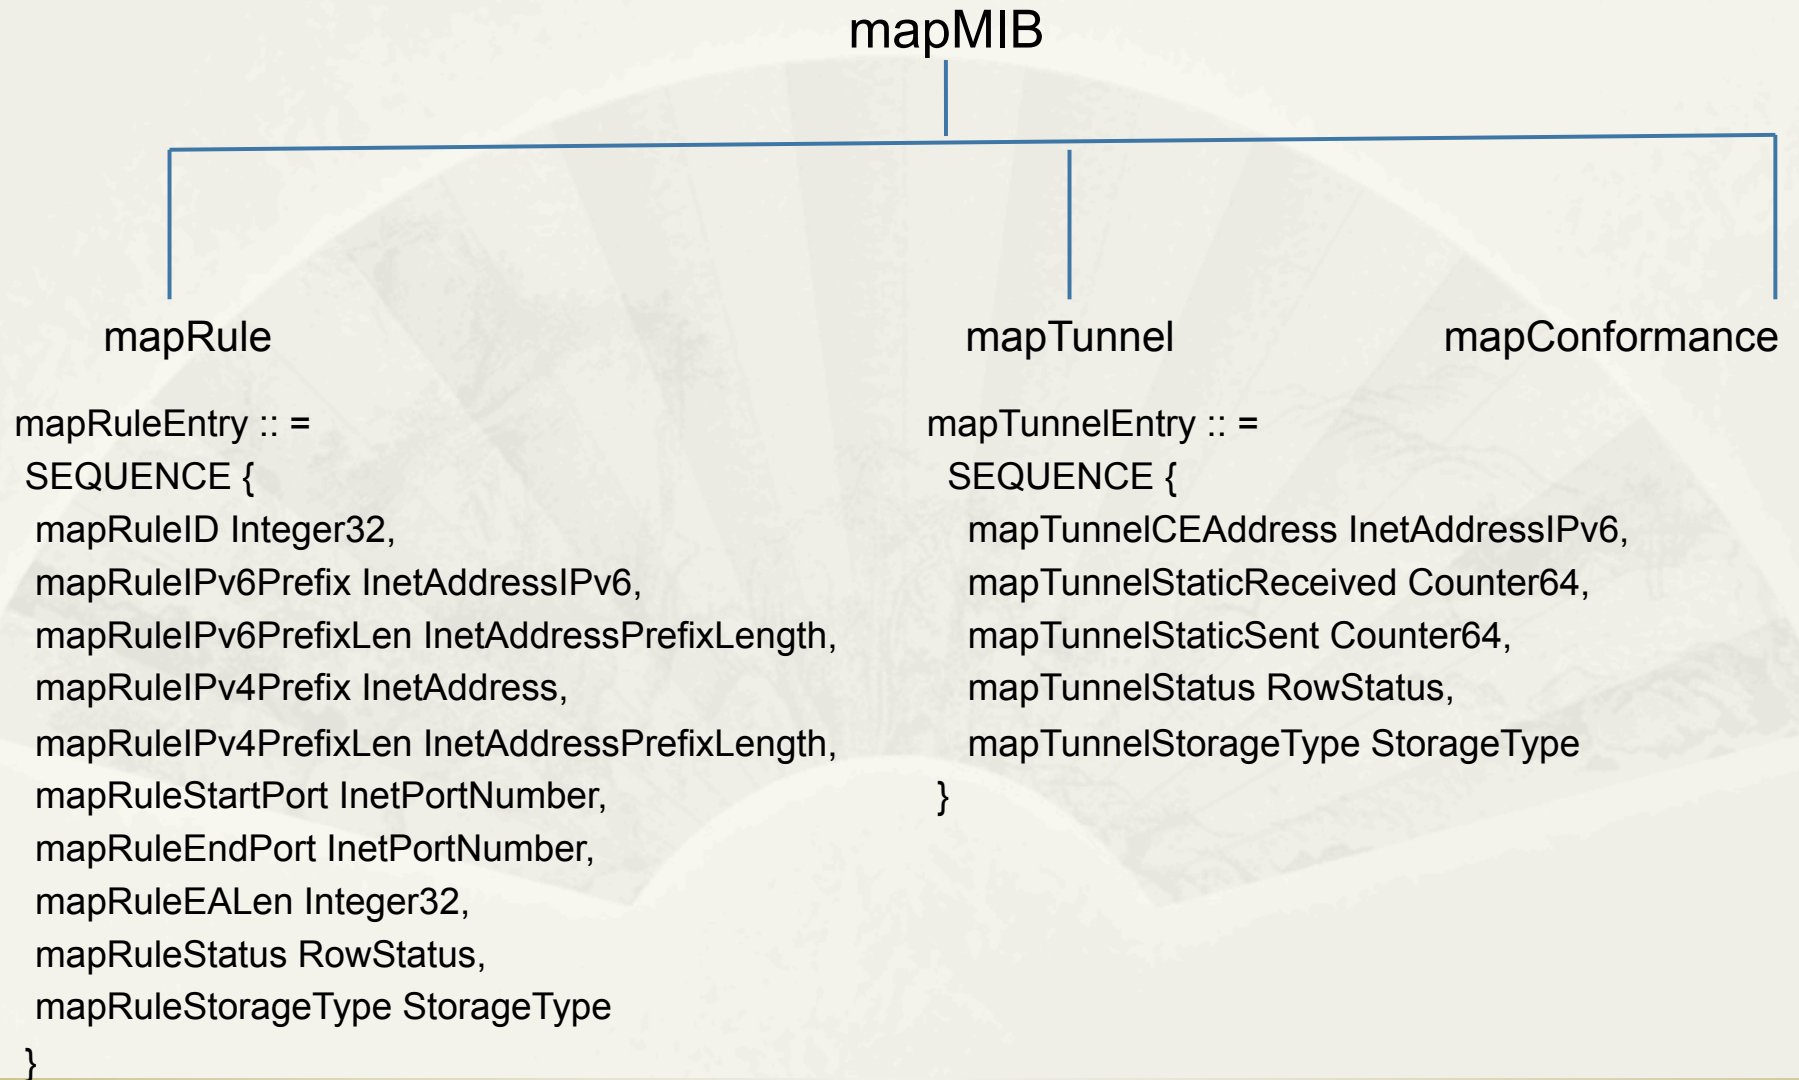 mapMIB
mapRule
mapTunnel
mapConformance
mapRuleEntry :: =
SEQUENCE {
mapRuleID Integer32,
mapRuleIPv6Prefix InetAddressIPv6,
mapRuleIPv6PrefixLen InetAddressPrefixLength,
mapRuleIPv4Prefix InetAddress,
mapRuleIPv4PrefixLen InetAddressPrefixLength,
mapRuleStartPort InetPortNumber,
mapRuleEndPort InetPortNumber,
mapRuleEALen Integer32,
mapRuleStatus RowStatus,
mapRuleStorageType StorageType
}
mapTunnelEntry :: =
SEQUENCE {
mapTunnelCEAddress InetAddressIPv6,
mapTunnelStaticReceived Counter64,
mapTunnelStaticSent Counter64,
mapTunnelStatus RowStatus,
mapTunnelStorageType StorageType
}